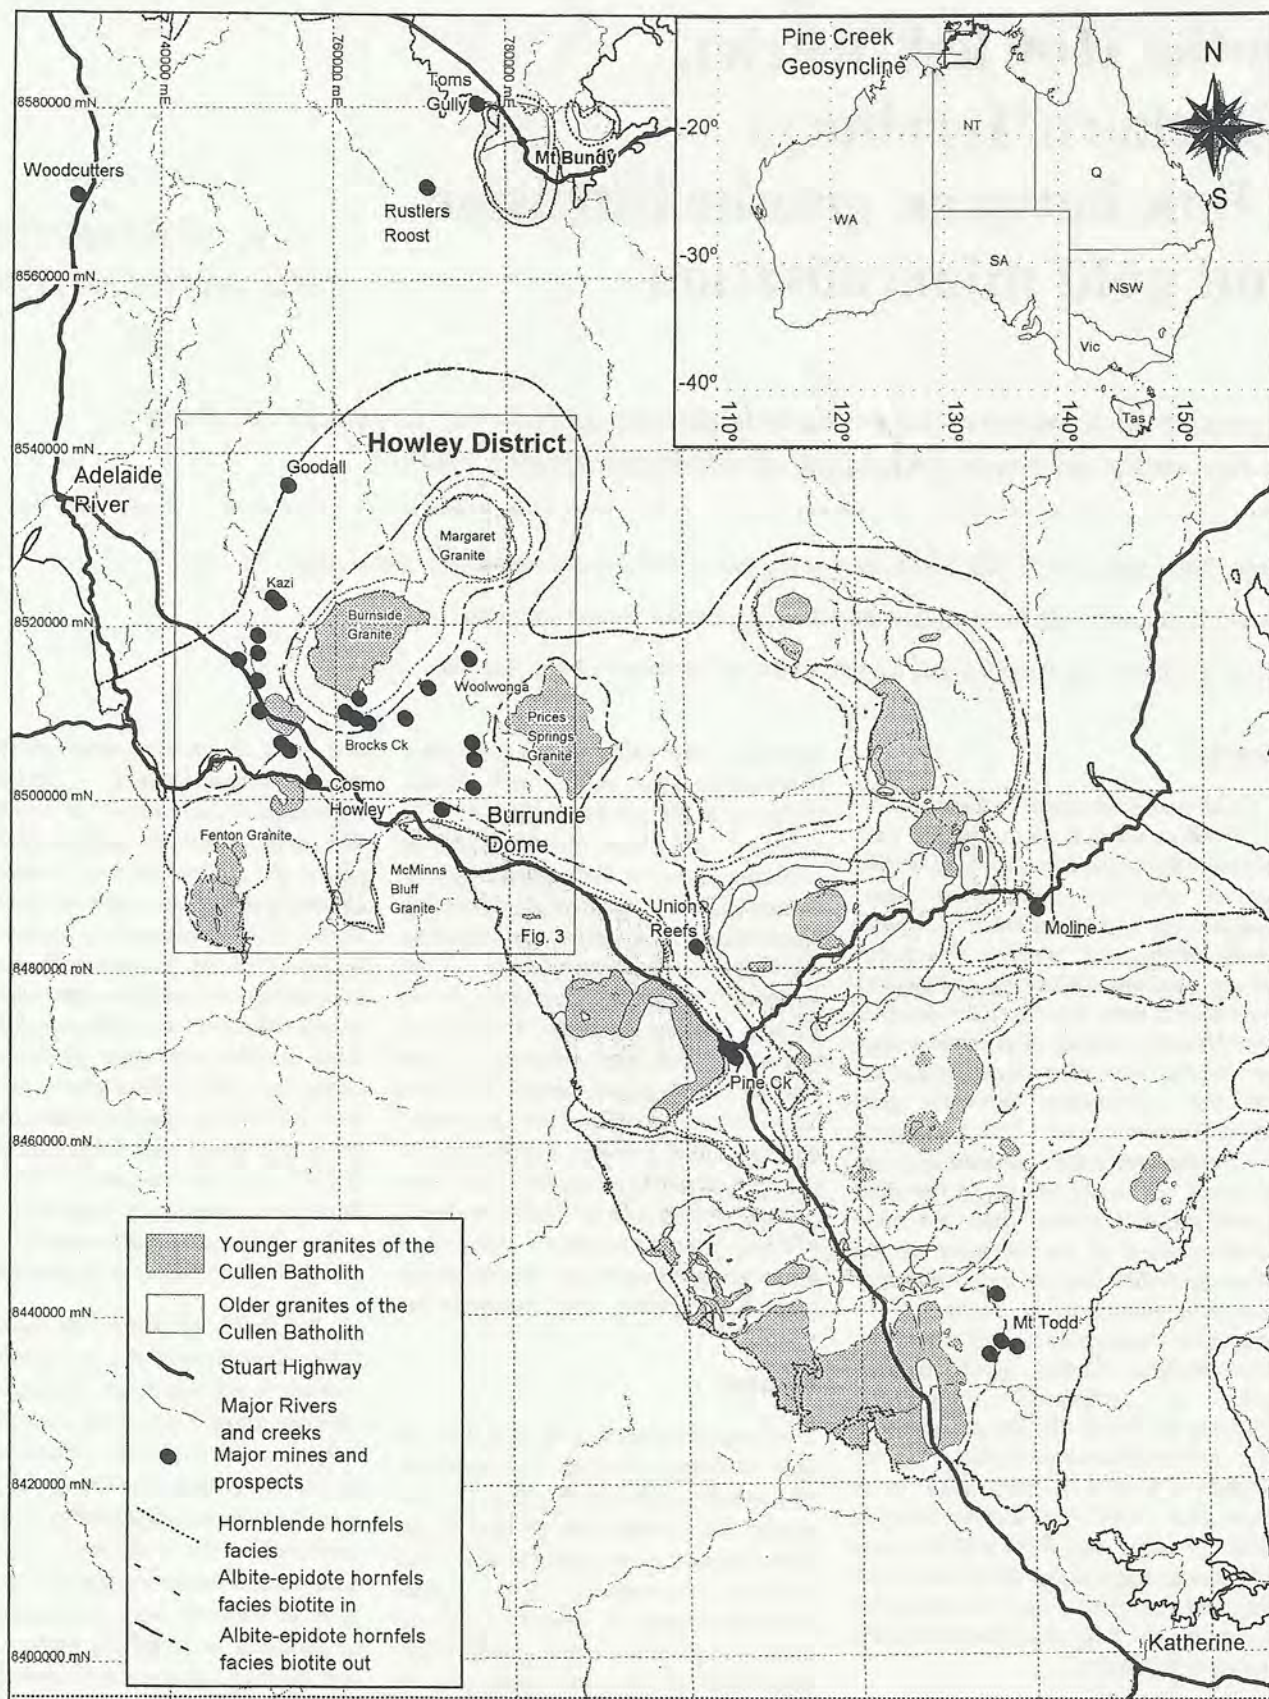 740000 mE
760000 mE
780000 mE
8580000 mN
Toms
Gully
Mt Bundy
Woodcutters
Rustlers
Roost
8560000 mN
Pine Creek
Geosyncline
N
S
NT
Q
WA
SA
NSW
Vic
Tas
-20°
-30°
-40°
110°
120°
130°
140°
150°
8540000 mN
Howley District
Goodall
Adelaide
River
Margaret
Granite
Kazi
8520000 mN
Burnside
Granite
Woolwonga
Prices
Springs
Granite
Brocks Ck
8500000 mN
Cosmo
Howley
Burrundie
Dome
Fenton Granite
McMinns
Bluff
Granite
Fig. 3
Union
Reefs
Moline
8480000 mN
Pine Ck
8460000 mN
8440000 mN
Mt Todd
8420000 mN
8400000 mN
Katherine
Younger granites of the
Cullen Batholith
Older granites of the
Cullen Batholith
Stuart Highway
Major Rivers
and creeks
Major mines and
prospects
Hornblende hornfels
facies
Albite-epidote hornfels
facies biotite in
Albite-epidote hornfels
facies biotite out